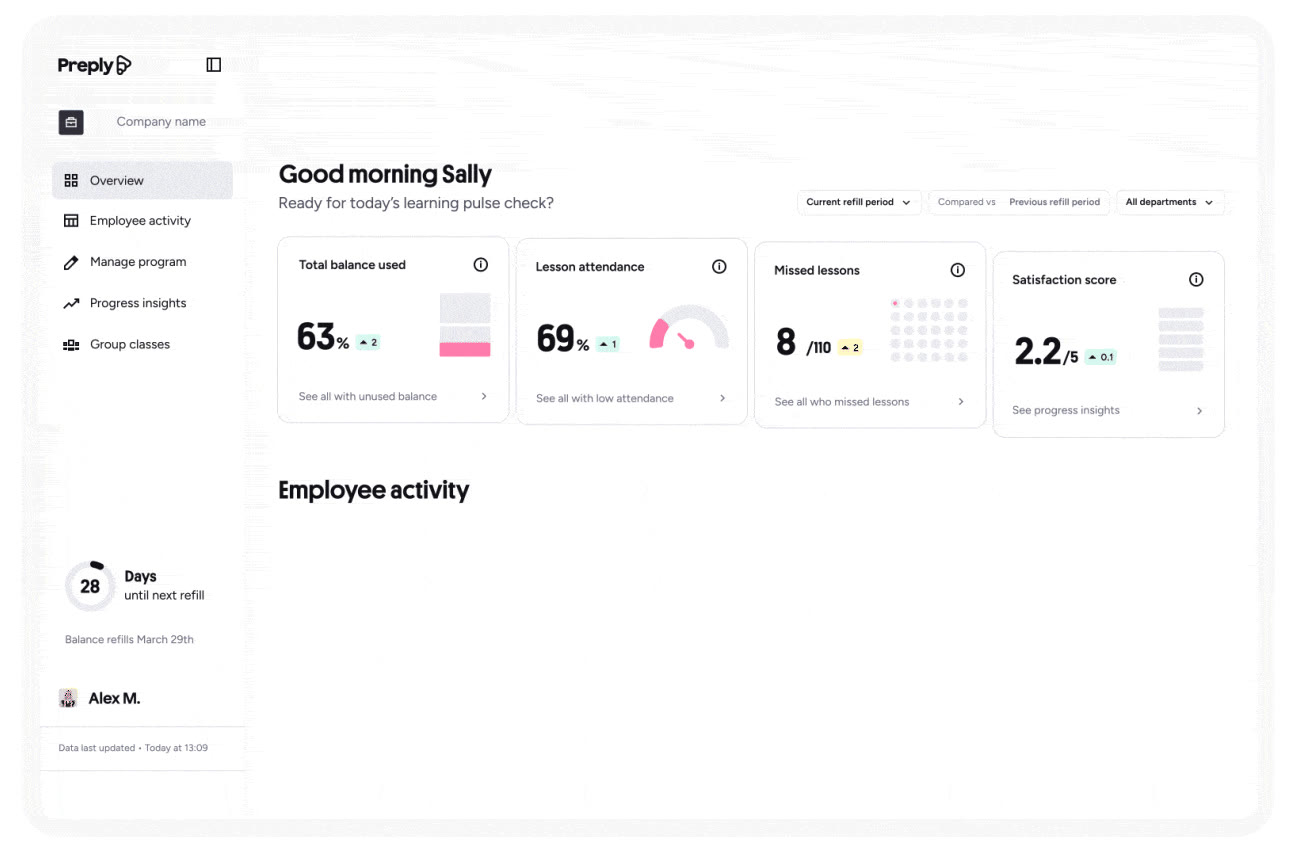 Preply
Company name
Overview
Employee activity
Manage program
Progress insights
Group classes
28
Days
until next refill
Balance refills March 29th
Alex M.
Data last updated • Today at 13:09
Good morning Sally
Ready for today's learning pulse check?
Current refill period
Compared vs Previous refill period
All departments
Total balance used
63% 2
See all with unused balance
Lesson attendance
69% 1
See all with low attendance
Missed lessons
8 /110 2
See all who missed lessons
Satisfaction score
2.2/5 0.1
See progress insights
Employee activity